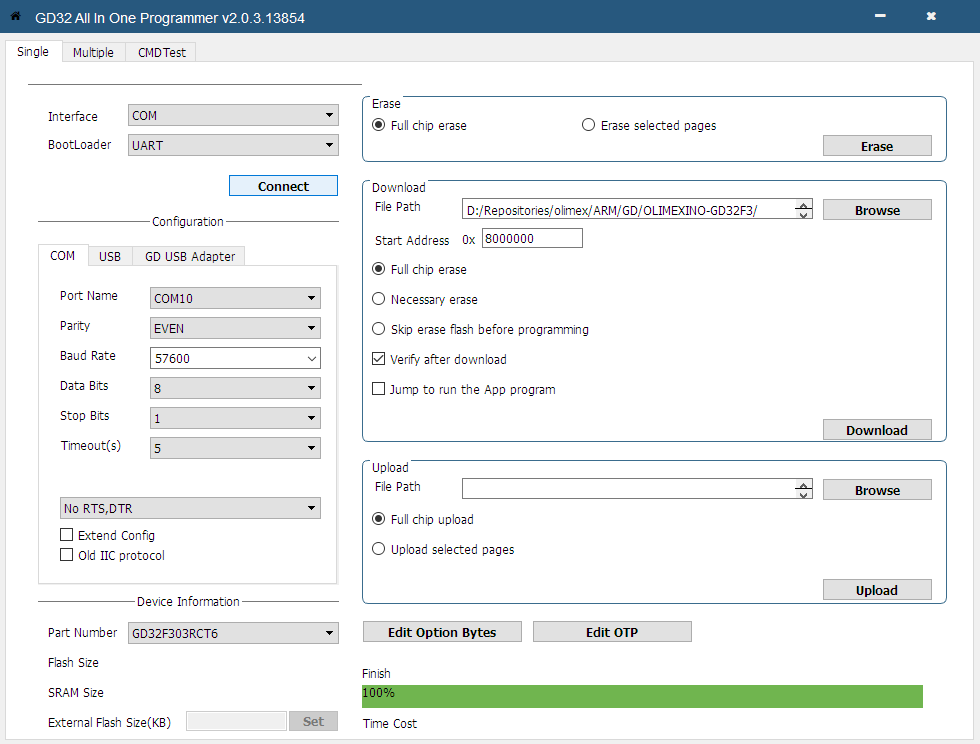 GD32 All In One Programmer v2.0.3.13854
Single Multiple CMDTest
Interface COM
BootLoader UART
Connect
Configuration
COM USB GD USB Adapter
Port Name COM10
Parity EVEN
Baud Rate 57600
Data Bits 8
Stop Bits 1
Timeout(s) 5
No RTS,DTR
Extend Config
Old IIC protocol
Device Information
Part Number GD32F303RCT6
Flash Size
SRAM Size
External Flash Size(KB) Set
Erase
Full chip erase Erase selected pages
Erase
Download
File Path D:/Repositories/olimex/ARM/GD/OLIMEXINO-GD32F3/ Browse
Start Address 0x 8000000
Full chip erase
Necessary erase
Skip erase flash before programming
Verify after download
Jump to run the App program
Download
Upload
File Path Browse
Full chip upload
Upload selected pages
Upload
Edit Option Bytes Edit OTP
Finish
100%
Time Cost